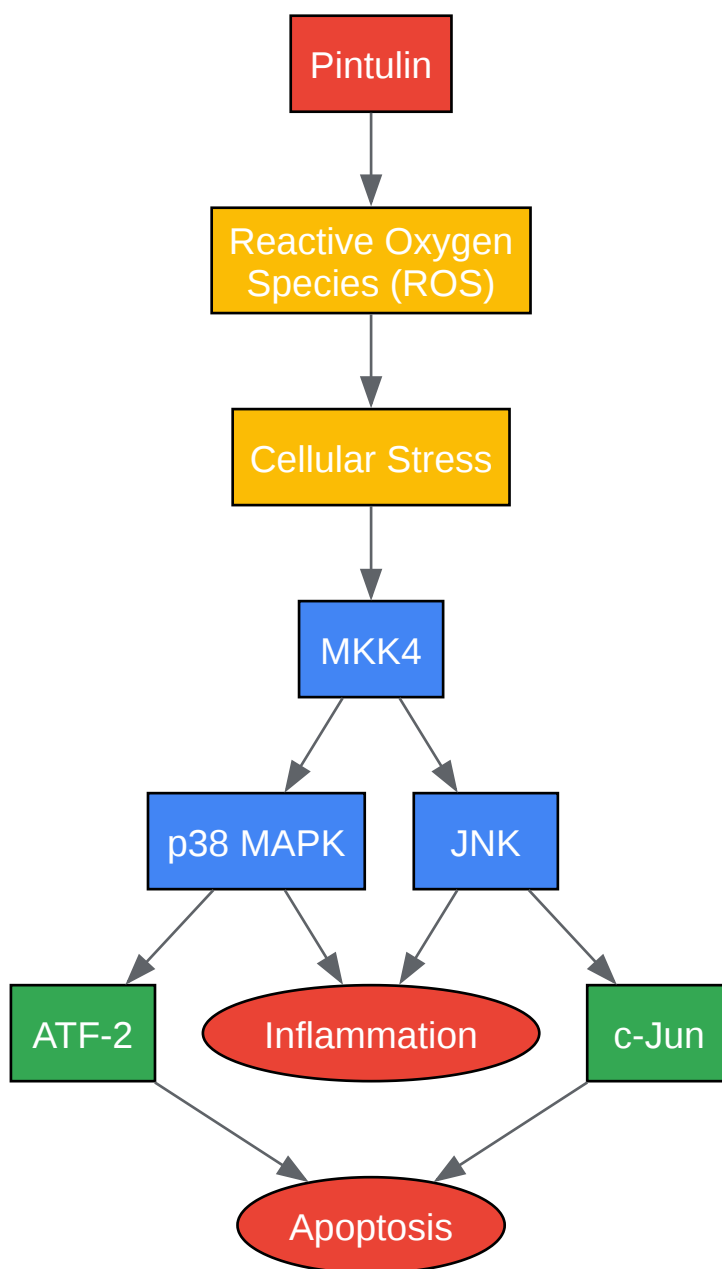 Pintulin
Reactive Oxygen
Species (ROS)
Cellular Stress
MKK4
p38 MAPK
JNK
ATF-2
Inflammation
c-Jun
Apoptosis